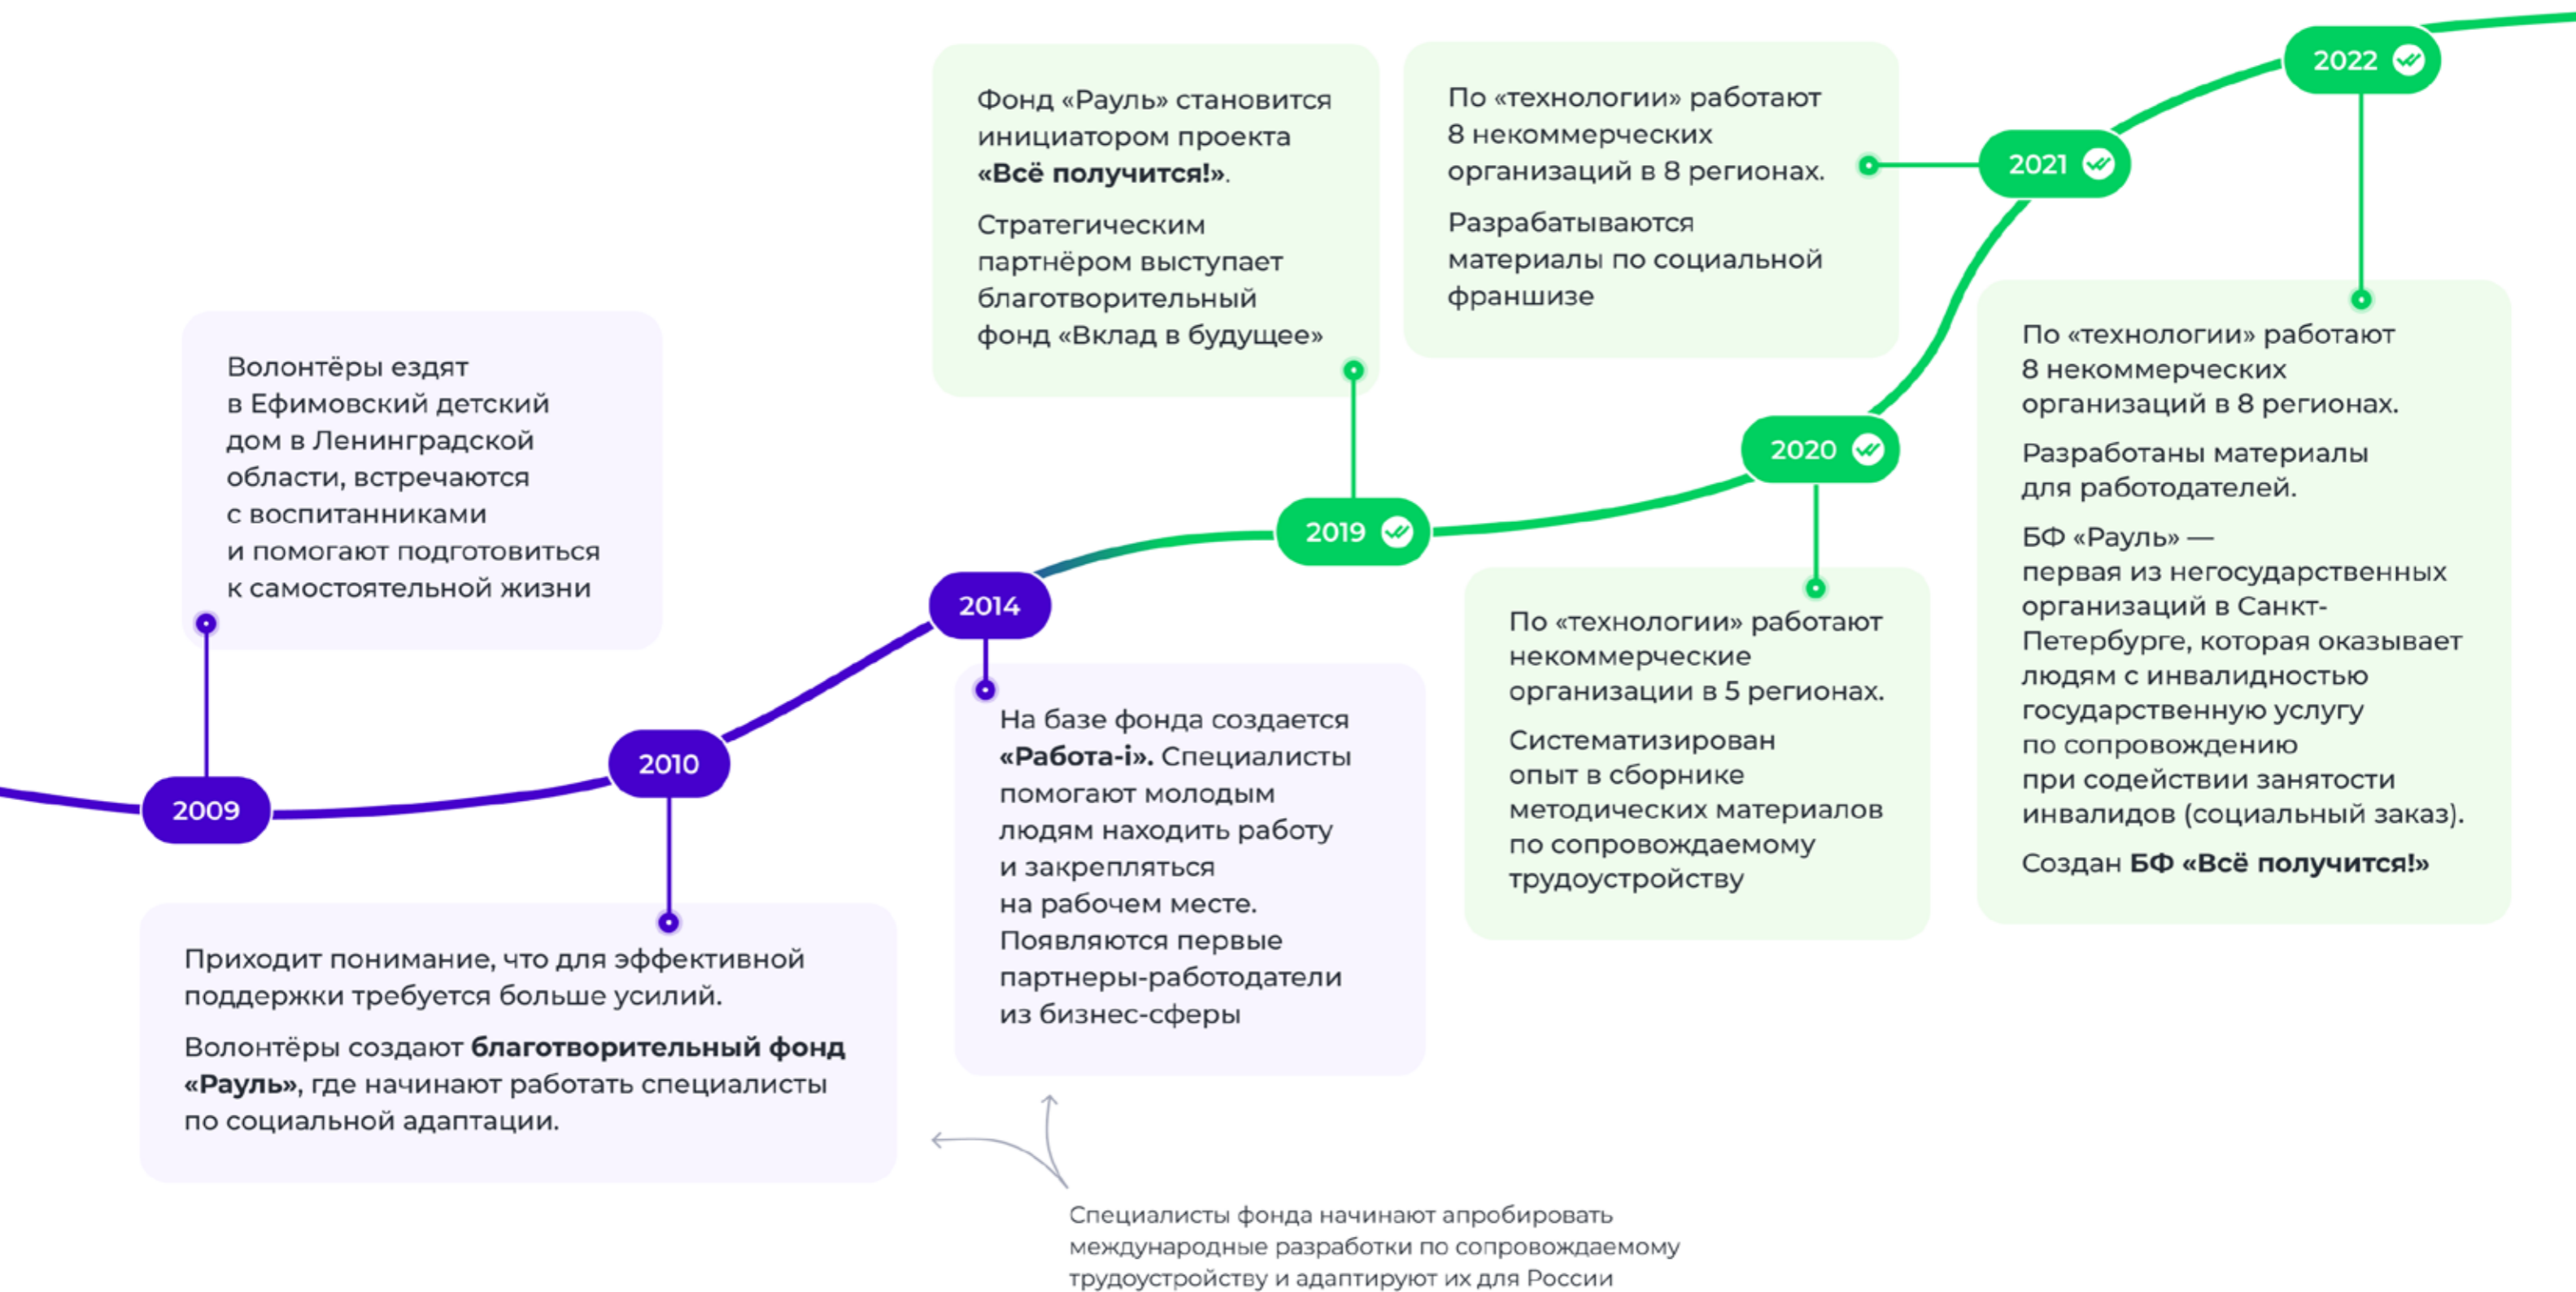 2009
Волонтёры ездят
в Ефимовский детский
дом в Ленинградской
области, встречаются
с воспитанниками
и помогают подготовиться
к самостоятельной жизни
2010
Приходит понимание, что для эффективной
поддержки требуется больше усилий.
Волонтёры создают благотворительный фонд
«Рауль», где начинают работать специалисты
по социальной адаптации.
2014
На базе фонда создается
«Работа-i». Специалисты
помогают молодым
людям находить работу
и закрепляться
на рабочем месте.
Появляются первые
партнеры-работодатели
из бизнес-сферы
Специалисты фонда начинают апробировать
международные разработки по сопровождаемому
трудоустройству и адаптируют их для России
2019
Фонд «Рауль» становится
инициатором проекта
«Всё получится!».
Стратегическим
партнёром выступает
благотворительный
фонд «Вклад в будущее»
2020
По «технологии» работают
некоммерческие
организации в 5 регионах.
Систематизирован
опыт в сборнике
методических материалов
по сопровождаемому
трудоустройству
2021
По «технологии» работают
8 некоммерческих
организаций в 8 регионах.
Разрабатываются
материалы по социальной
франшизе
2022
По «технологии» работают
8 некоммерческих
организаций в 8 регионах.
Разработаны материалы
для работодателей.
БФ «Рауль» —
первая из негосударственных
организаций в Санкт-
Петербурге, которая оказывает
людям с инвалидностью
государственную услугу
по сопровождению
при содействии занятости
инвалидов (социальный заказ).
Создан БФ «Всё получится!»